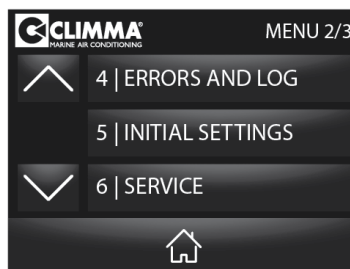 CLIMMA®
MARINE AIR CONDITIONING
MENU 2/3
4 | ERRORS AND LOG
5 | INITIAL SETTINGS
6 | SERVICE